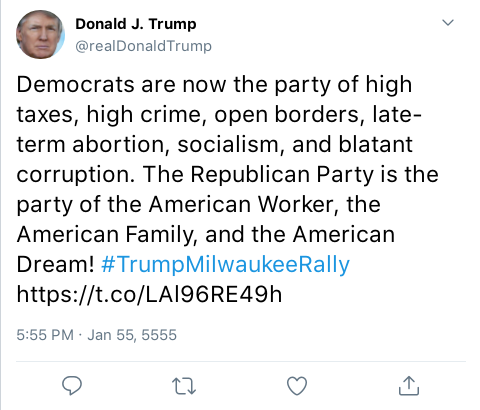 Donald J. Trump
@realDonaldTrump
Democrats are now the party of high
taxes, high crime, open borders, late-
term abortion, socialism, and blatant
corruption. The Republican Party is the
party of the American Worker, the
American Family, and the American
Dream! #TrumpMilwaukeeRally
https://t.co/LAl96RE49h
5:55 PM · Jan 55, 5555